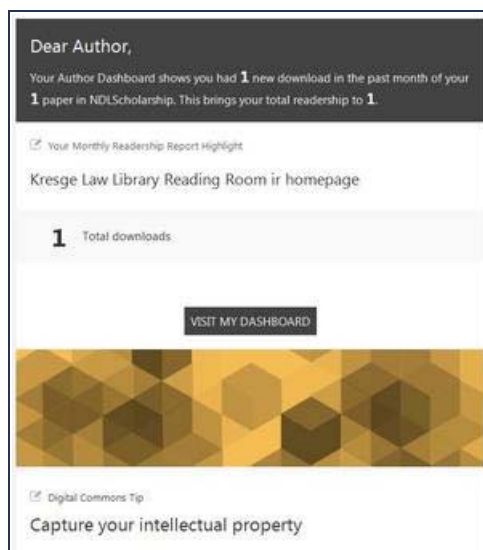 Dear Author,
Your Author Dashboard shows you had 1 new download in the past month of your
1 paper in NDLScholarship. This brings your total readership to 1.
Your Monthly Readership Report Highlight
Kresge Law Library Reading Room ir homepage
1 Total downloads
VISIT MY DASHBOARD
Digital Commons Tip
Capture your intellectual property